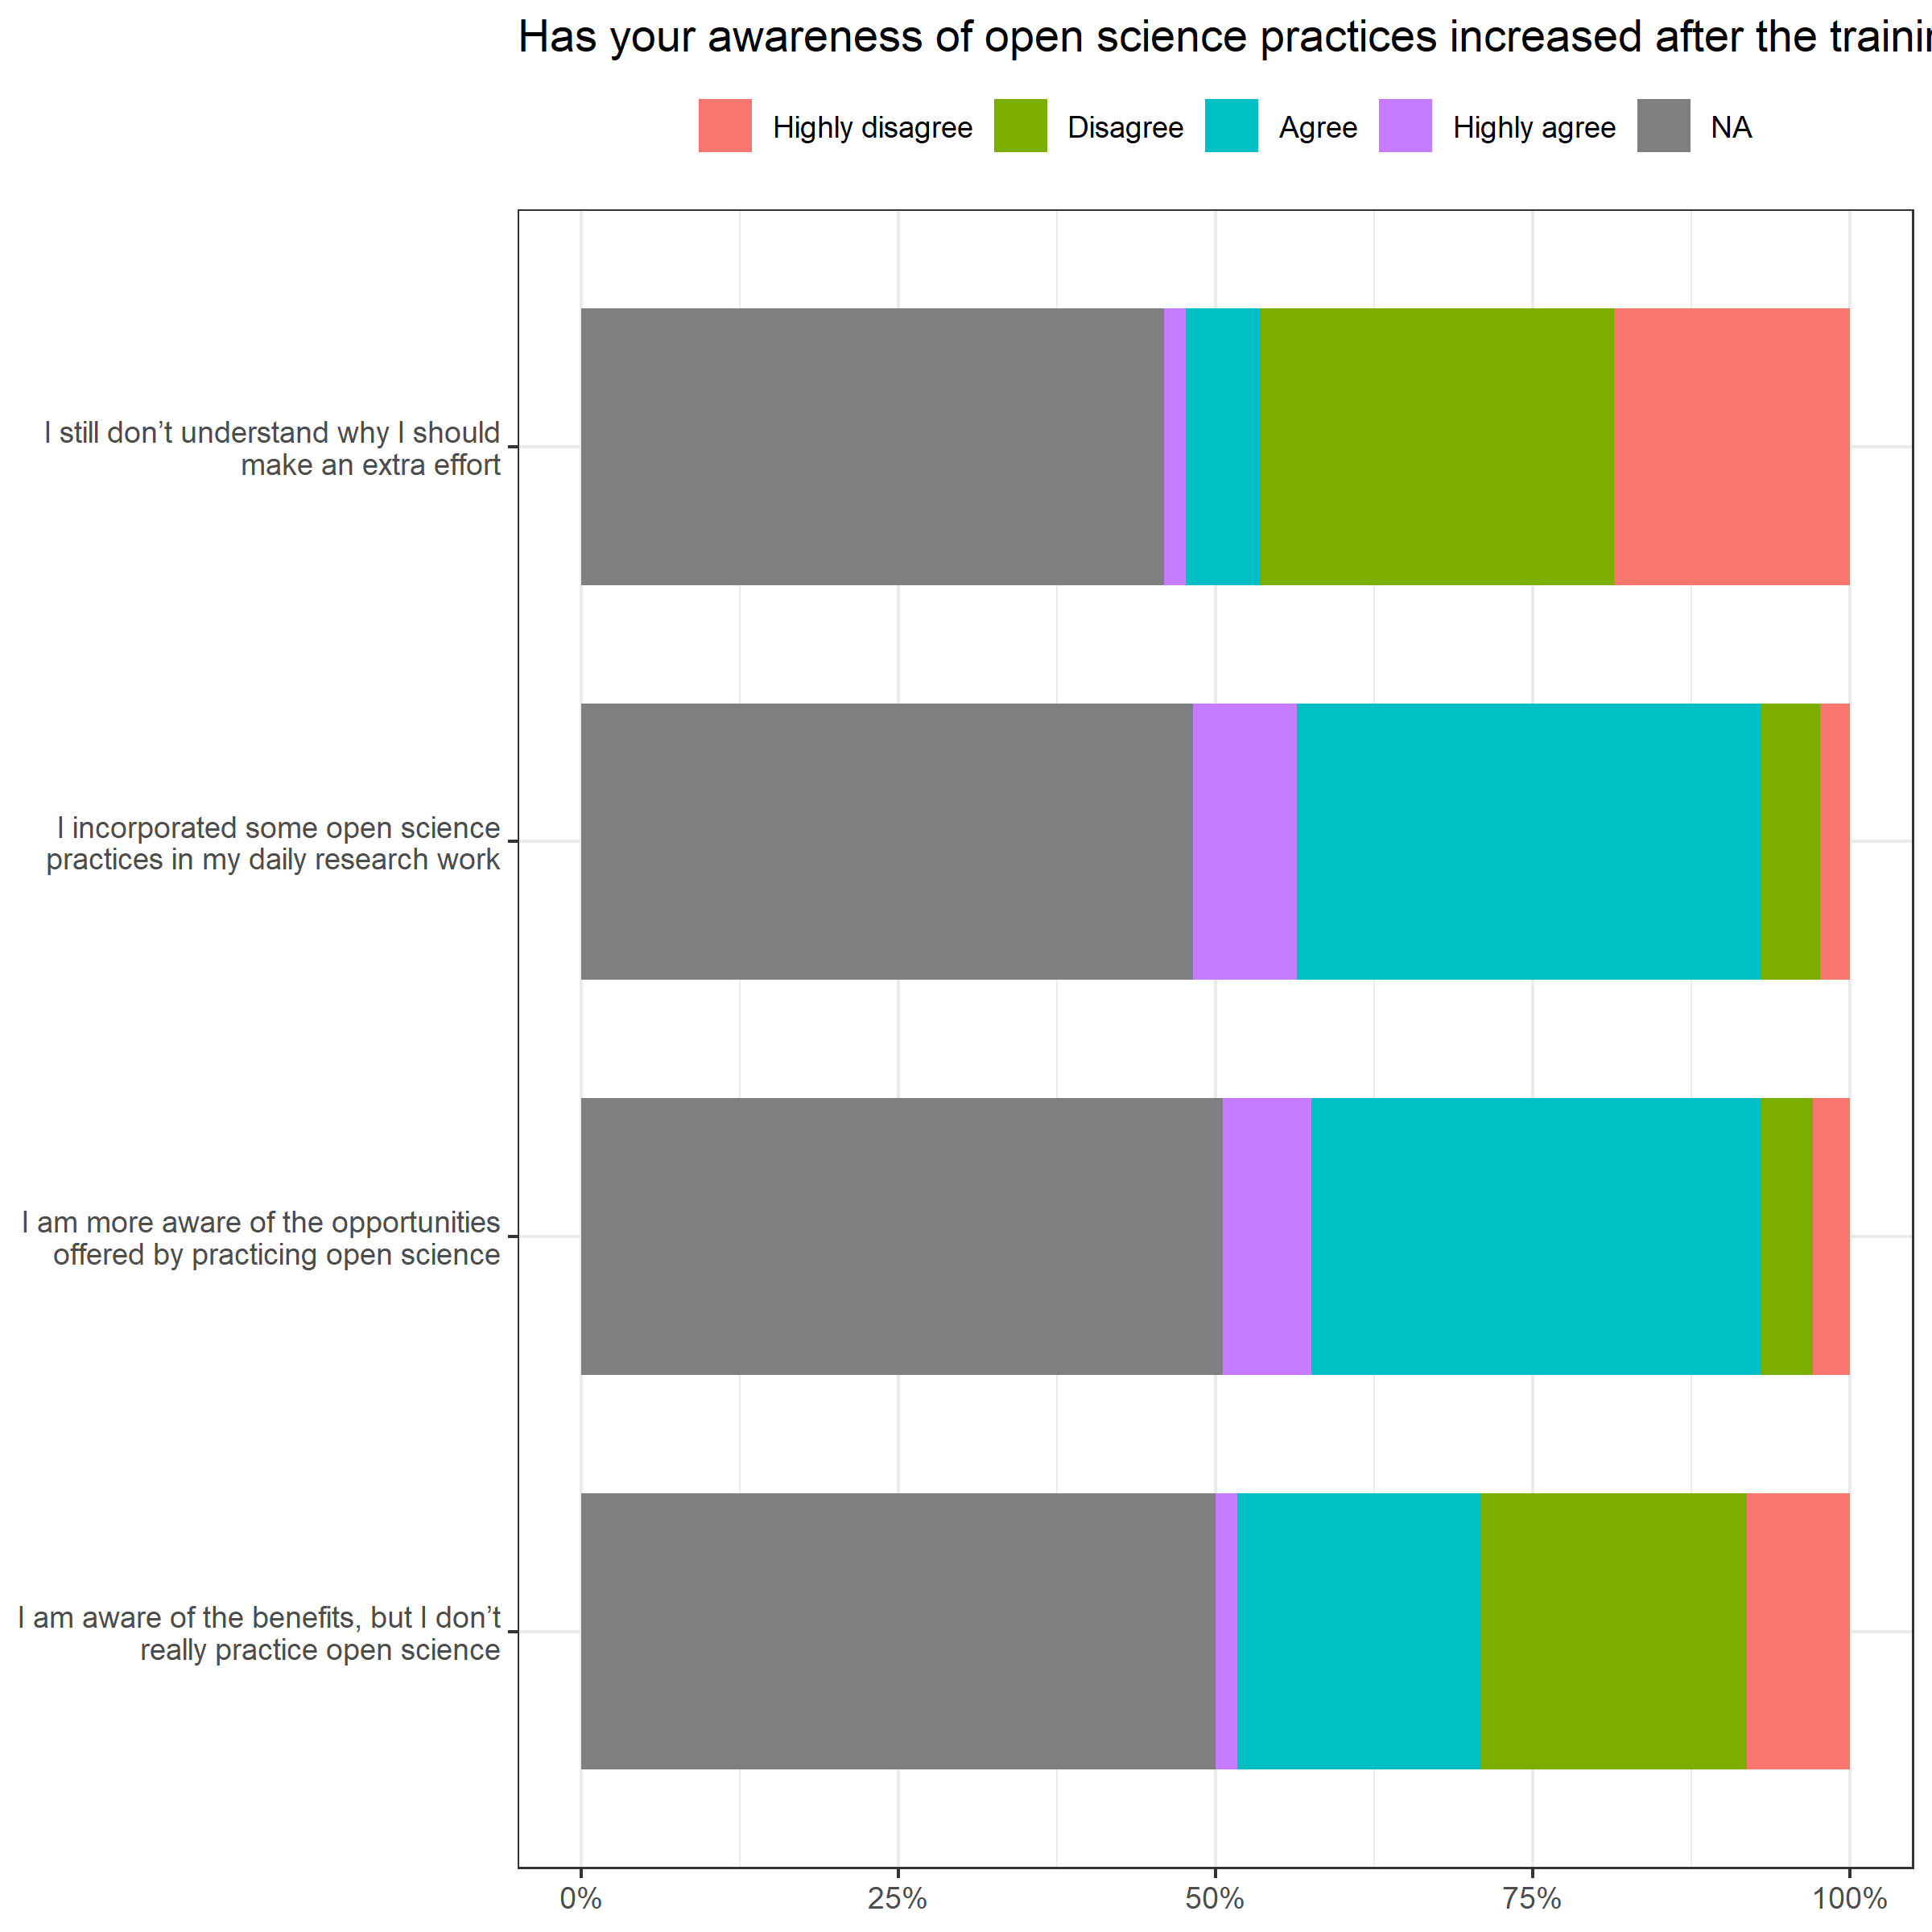 Has your awareness of open science practices increased after the
Highly disagree
Disagree
Agree
Highly agree
NA
I still don’t understand why I should
make an extra effort
I incorporated some open science
practices in my daily research work
I am more aware of the opportunities
offered by practicing open science
I am aware of the benefits, but I don’t
really practice open science
0%
25%
50%
75%
100%